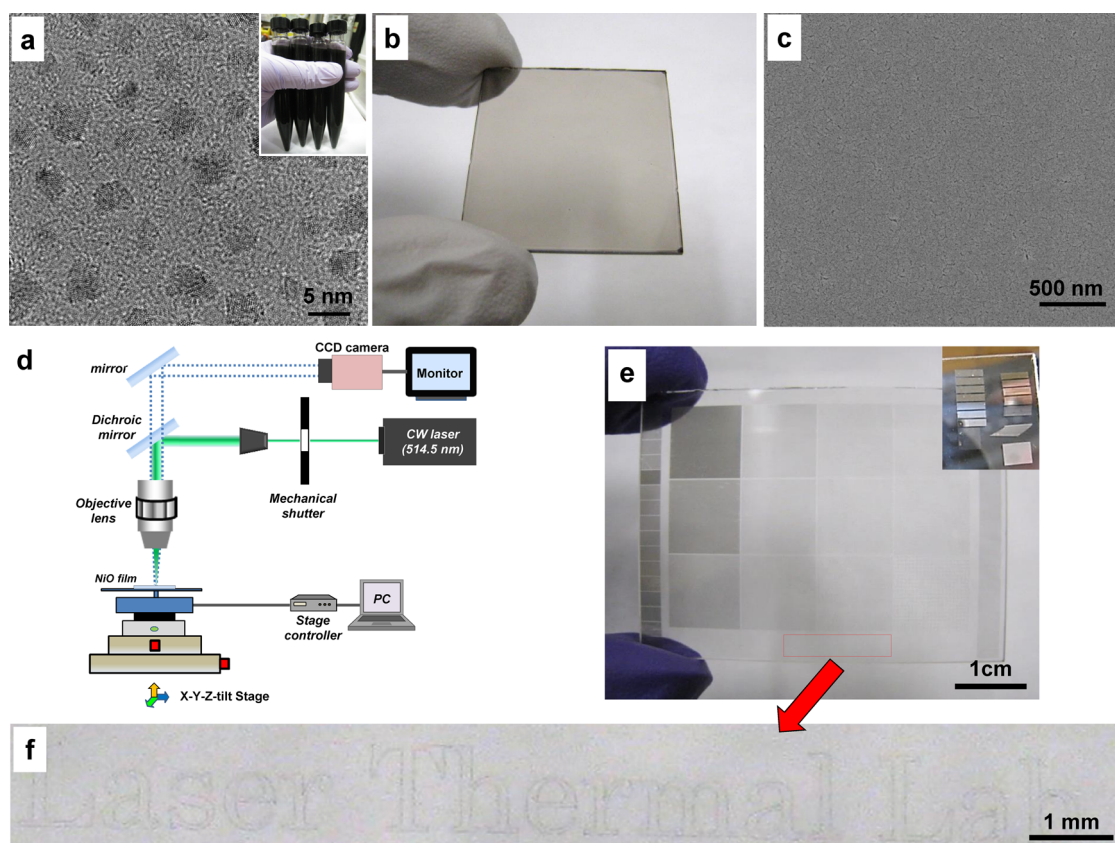 a
b
c
5 nm
500 nm
d
mirror
CCD camera
Monitor
Dichroic
mirror
CW laser
(514.5 nm)
Mechanical
shutter
Objective
lens
NiO film
Stage
controller
PC
X-Y-Z-tilt Stage
e
1cm
f
Laser Thermal Lab
1 mm